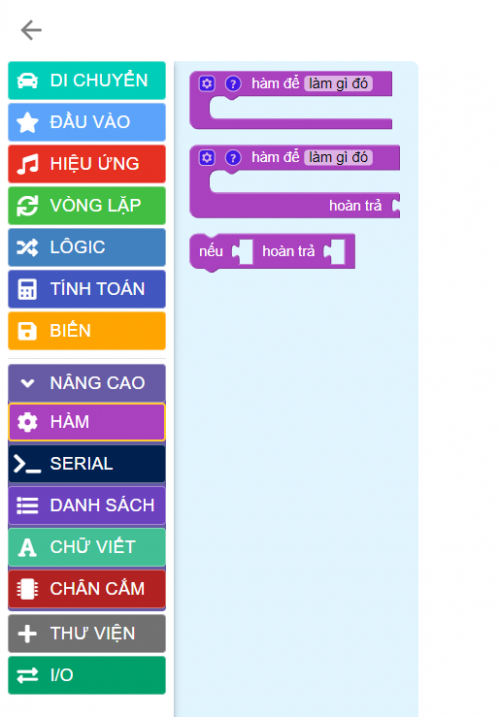 DI CHUYỂN
ĐẦU VÀO
HIỆU ỨNG
VÒNG LẶP
LÔGIC
TÍNH TOÁN
BIẾN
NÂNG CAO
HÀM
SERIAL
DANH SÁCH
CHỮ VIẾT
CHÂN CẮM
THƯ VIỆN
I/O
? hàm để làm gì đó
? hàm để làm gì đó
hoàn trả
nếu hoàn trả